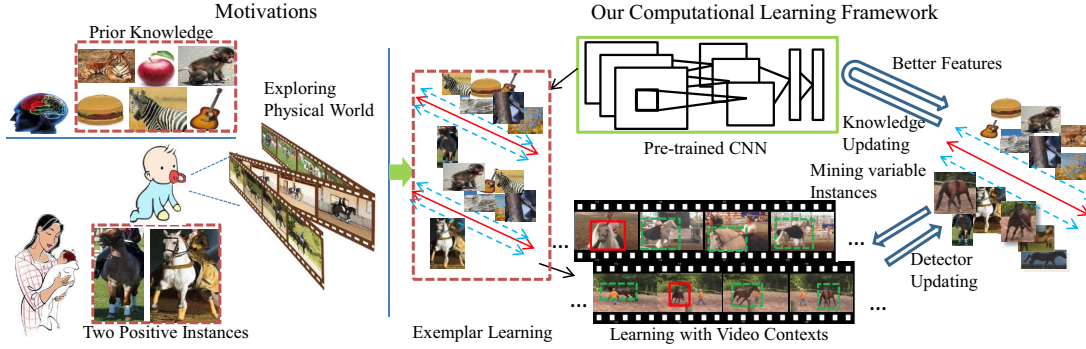 Motivations
Prior Knowledge
Exploring
Physical World
Two Positive Instances
Our Computational Learning Framework
Pre-trained CNN
Better Features
Knowledge
Updating
Mining variable
Instances
...
...
Detector
Updating
...
...
Exemplar Learning
Learning with Video Contexts